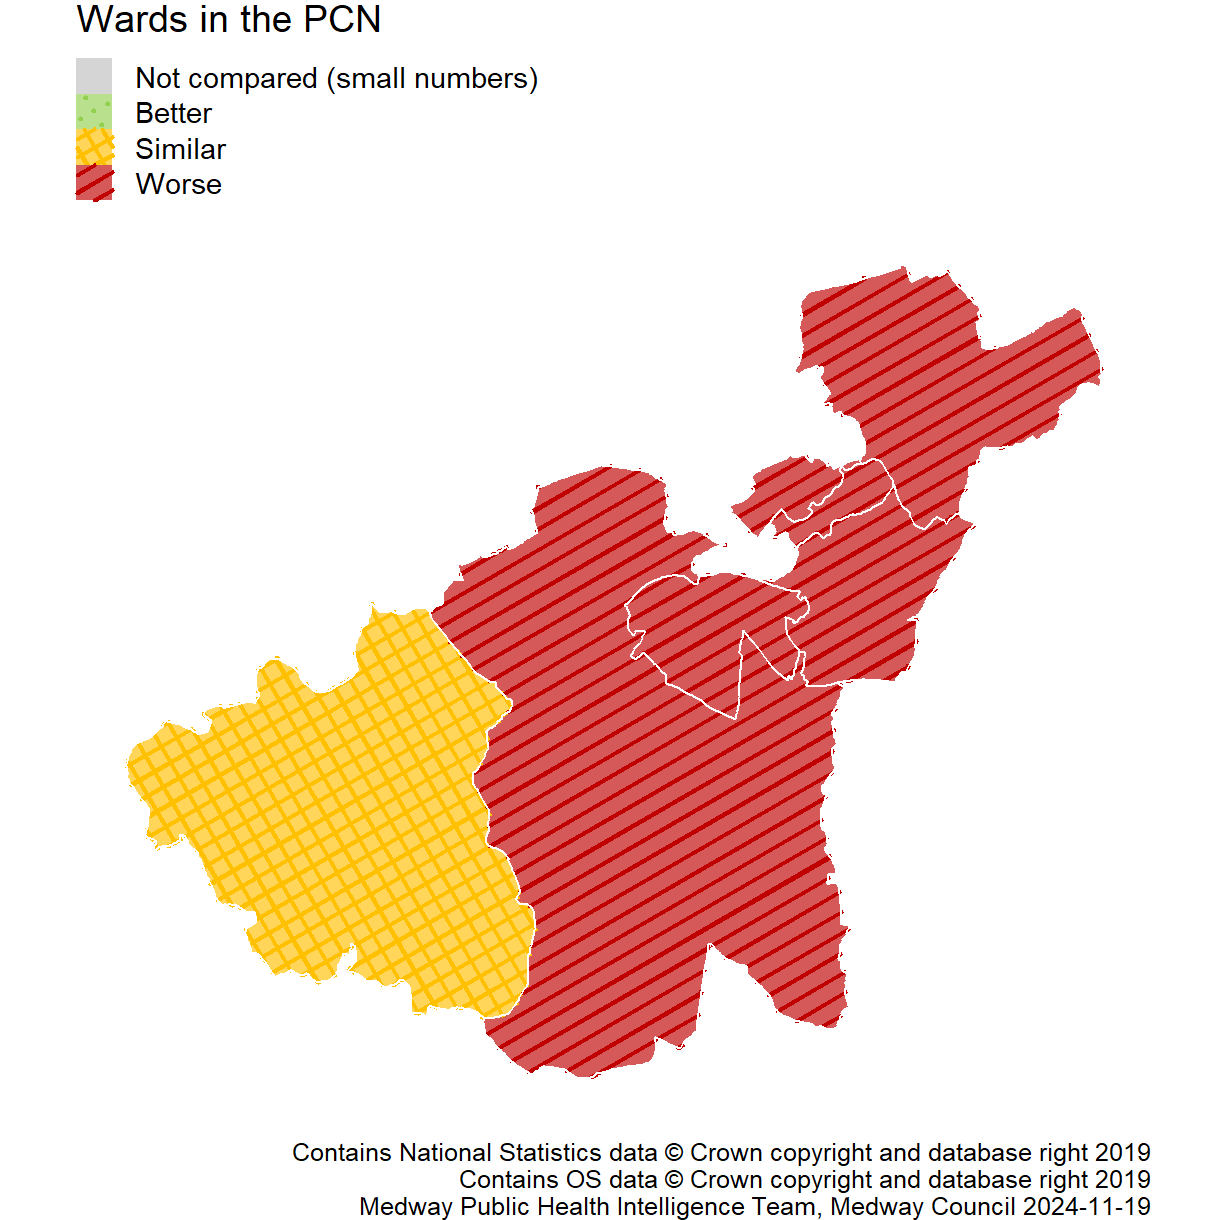 Wards in the PCN
Not compared (small numbers)
Better
Similar
Worse
Contains National Statistics data © Crown copyright and database right 2019
Contains OS data © Crown copyright and database right 2019
Medway Public Health Intelligence Team, Medway Council 2024-11-19